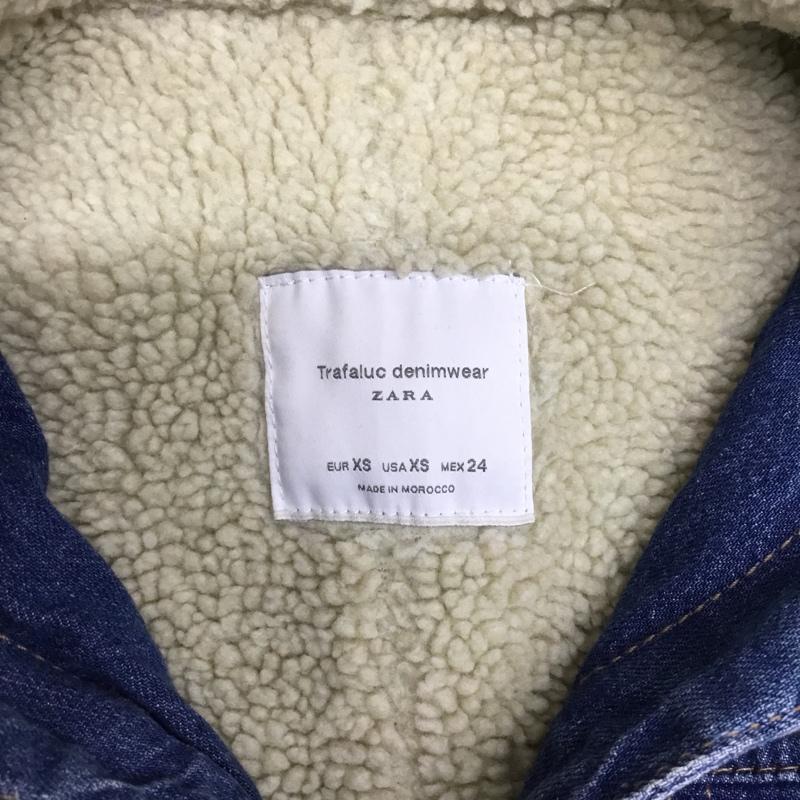 Trafaluc denimwear
ZARA
EUR XS USA XS MEX 24
MADE IN MOROCCO